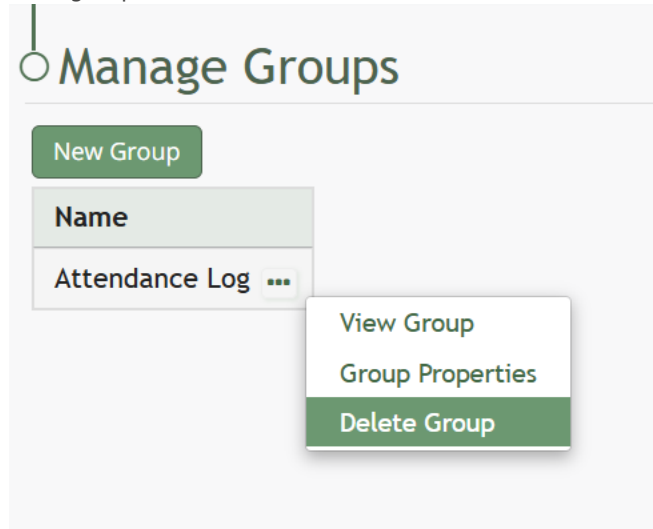 Manage Groups
New Group
Name
Attendance Log
View Group
Group Properties
Delete Group